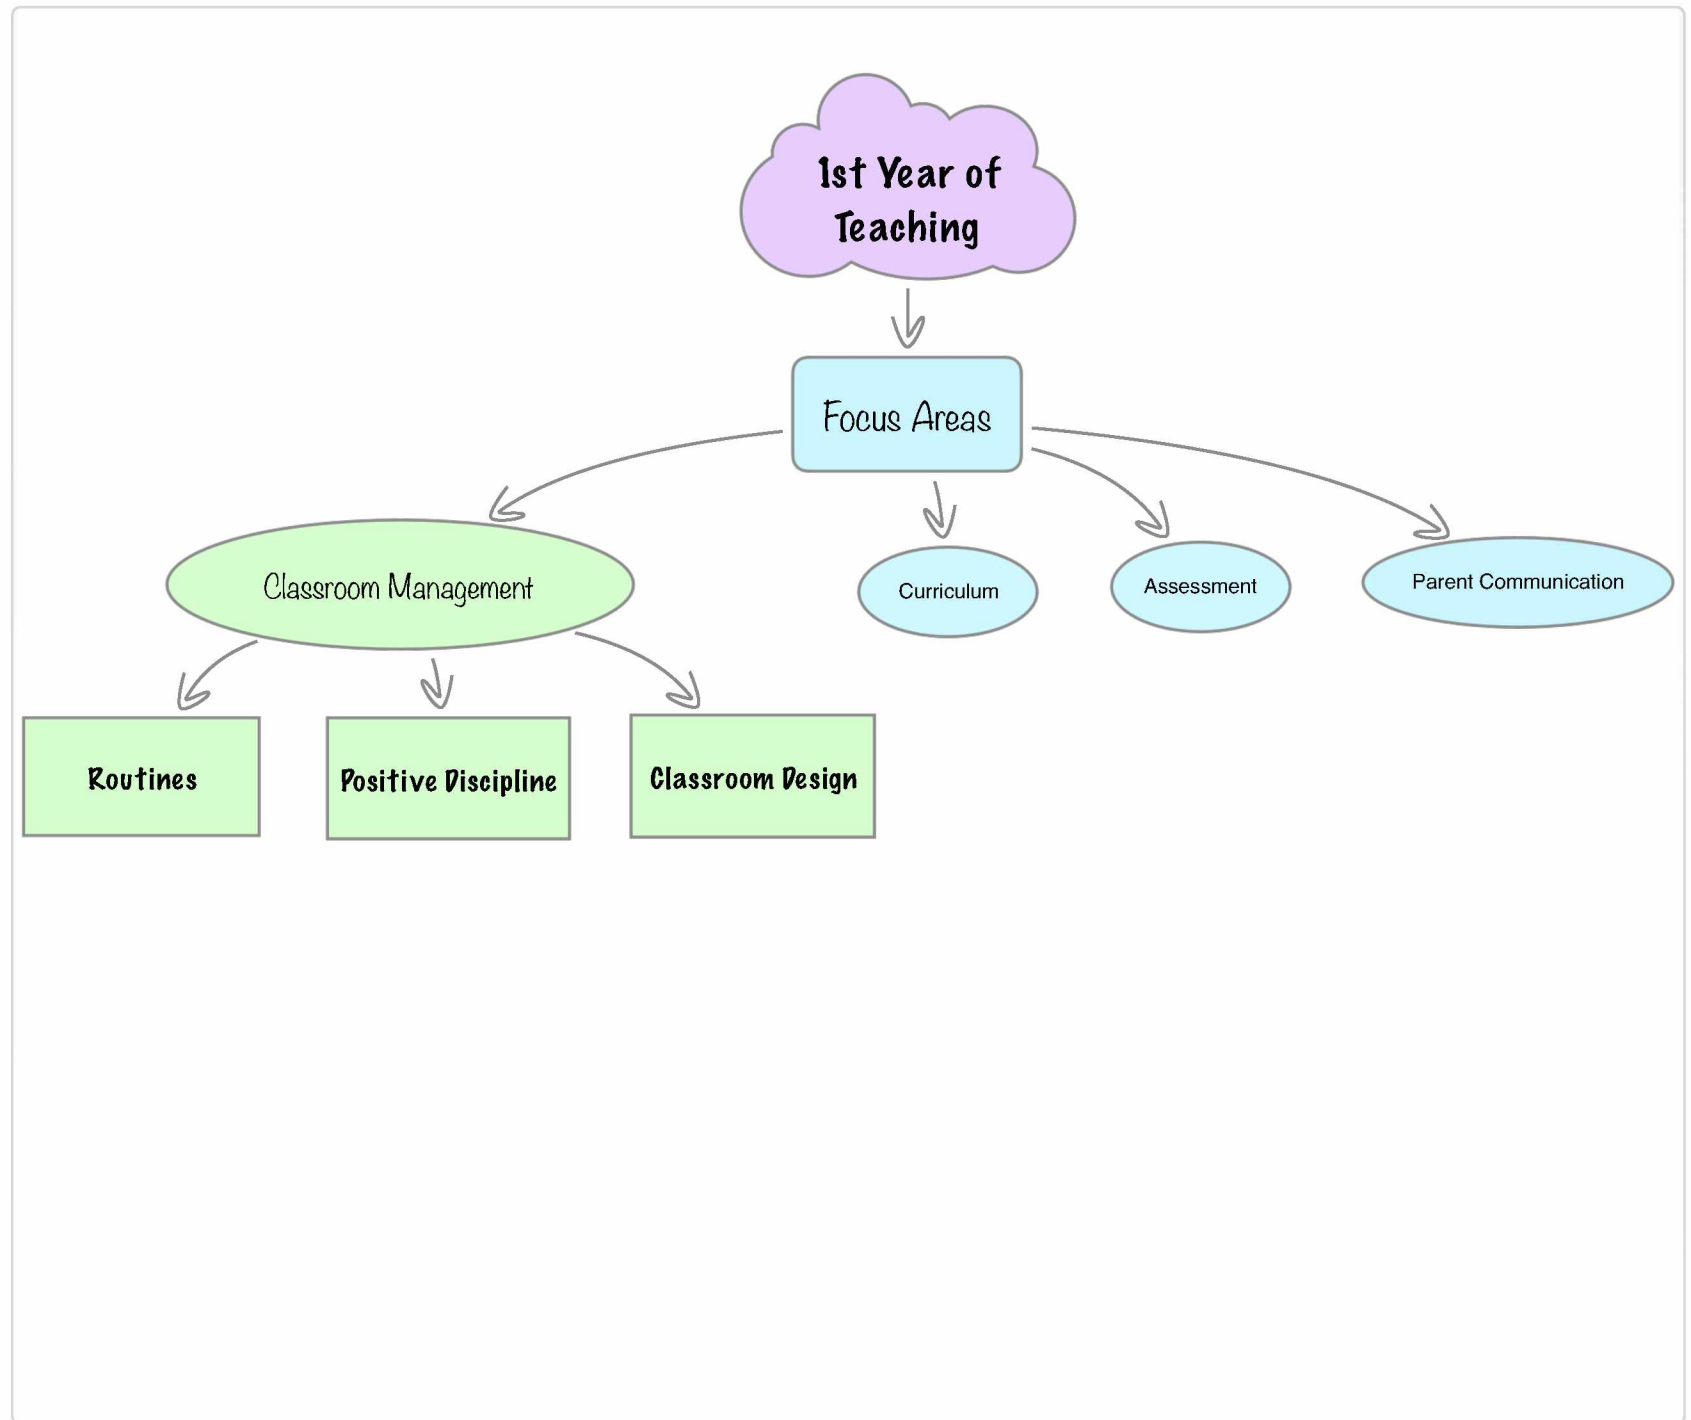 1st Year of
Teaching
Focus Areas
Classroom Management
Curriculum
Assessment
Parent Communication
Routines
Positive Discipline
Classroom Design